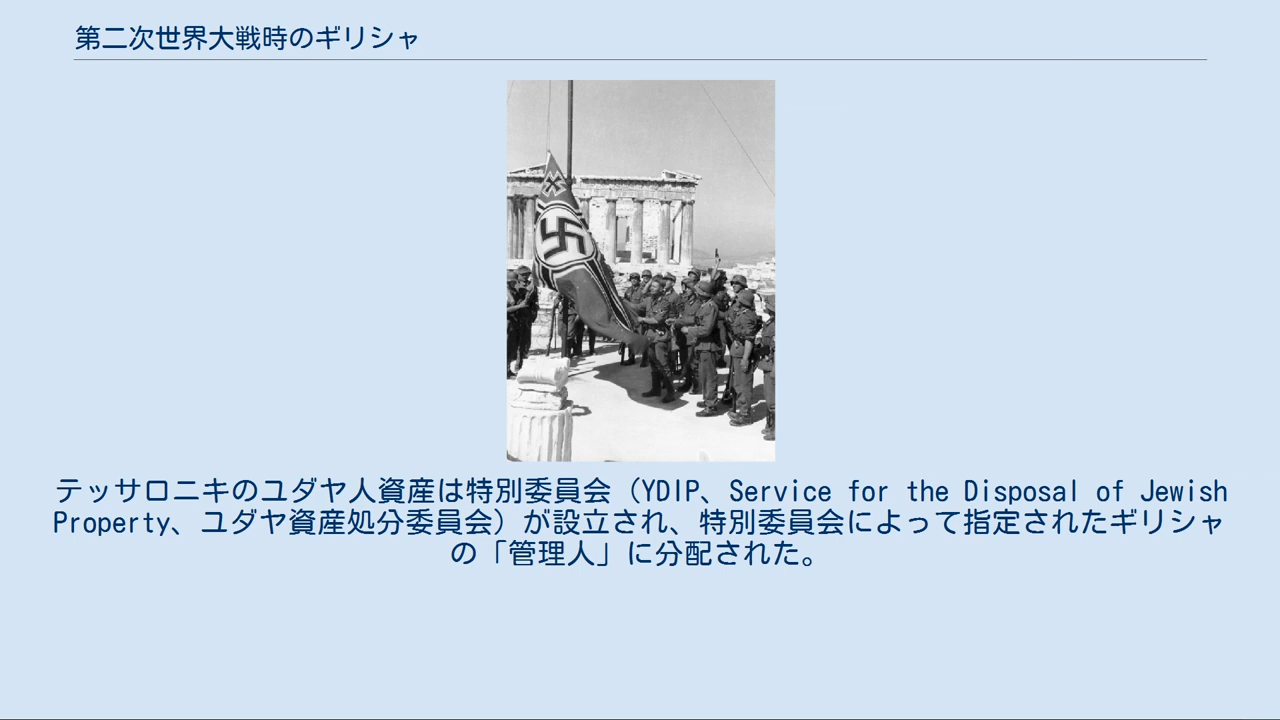 第二次世界大戦時のギリシャ
テッサロニキのユダヤ人資産は特別委員会（YDIP、Service for the Disposal of Jewish
Property、ユダヤ資産処分委員会）が設立され、特別委員会によって指定されたギリシャ
の「管理人」に分配された。